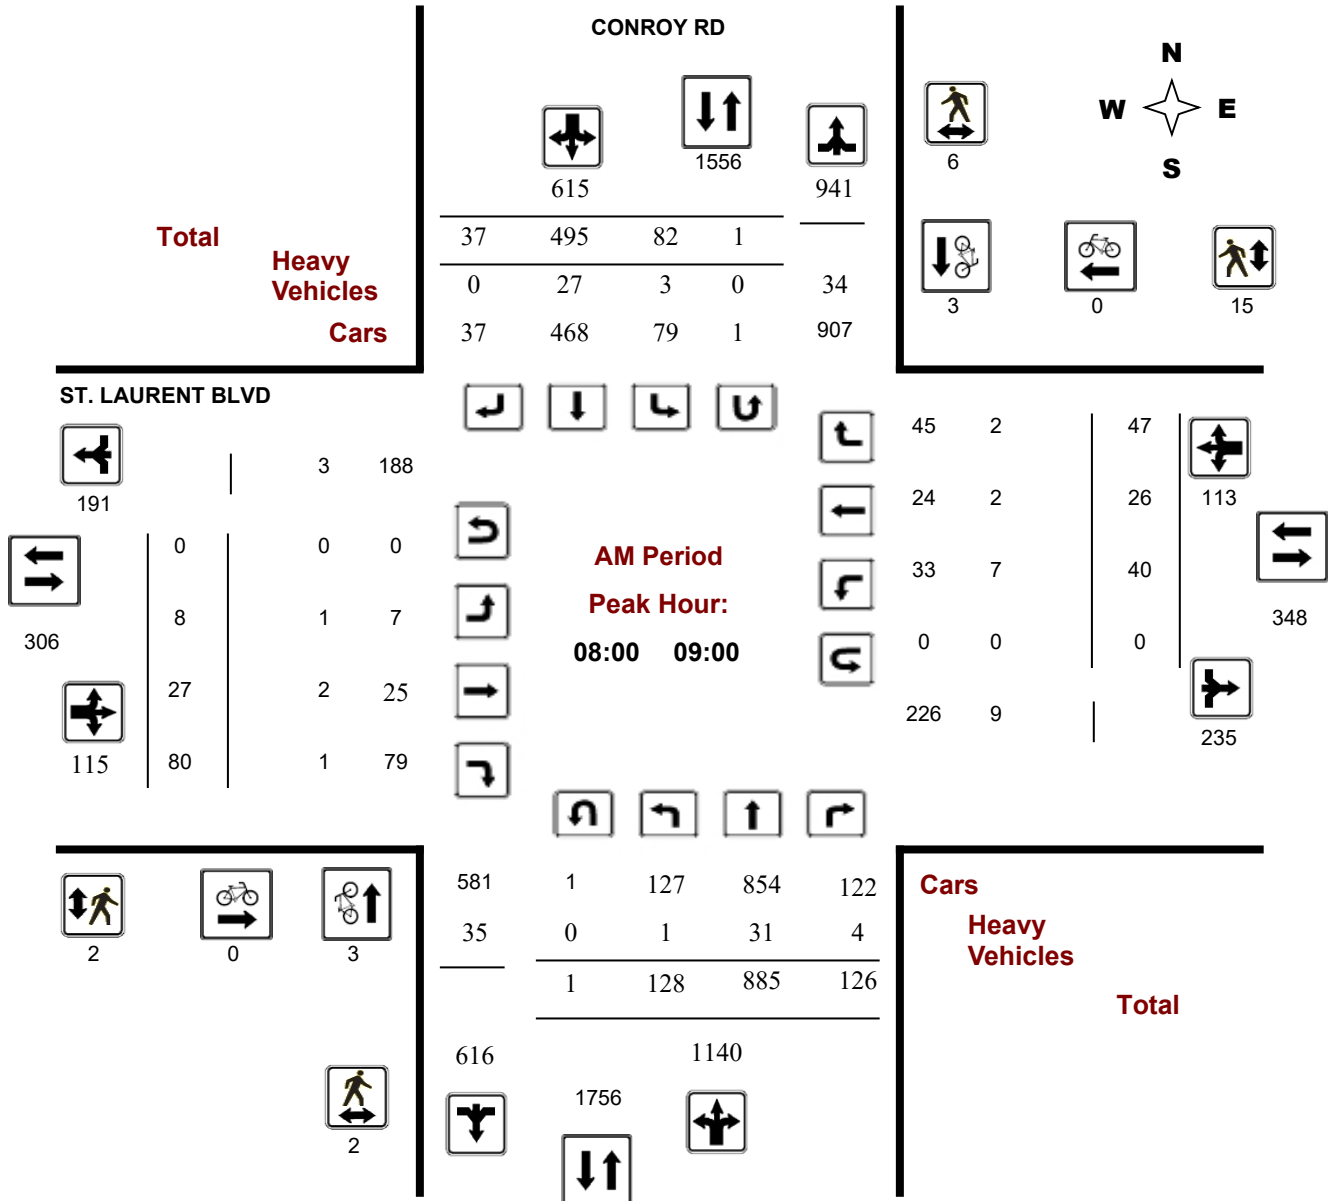 CONROY RD
N
W E
S
1556
6
615 941
Total 37 495 82 1
Heavy
Vehicles 0 27 3 0 34
3 0 15
Cars 37 468 79 1 907
ST. LAURENT BLVD
45 2 47
3 188
191
24 2 26 113
0 0 0
AM Period
33 7 40
Peak Hour:
8 1 7
348
306
08:00 09:00
0 0 0
27 2 25
226 9
235
115 80 1 79
581 1 127 854 122
Cars
35 0 1 31 4
Heavy
Vehicles
2 0 3
1 128 885 126
Total
616 1140
1756
2